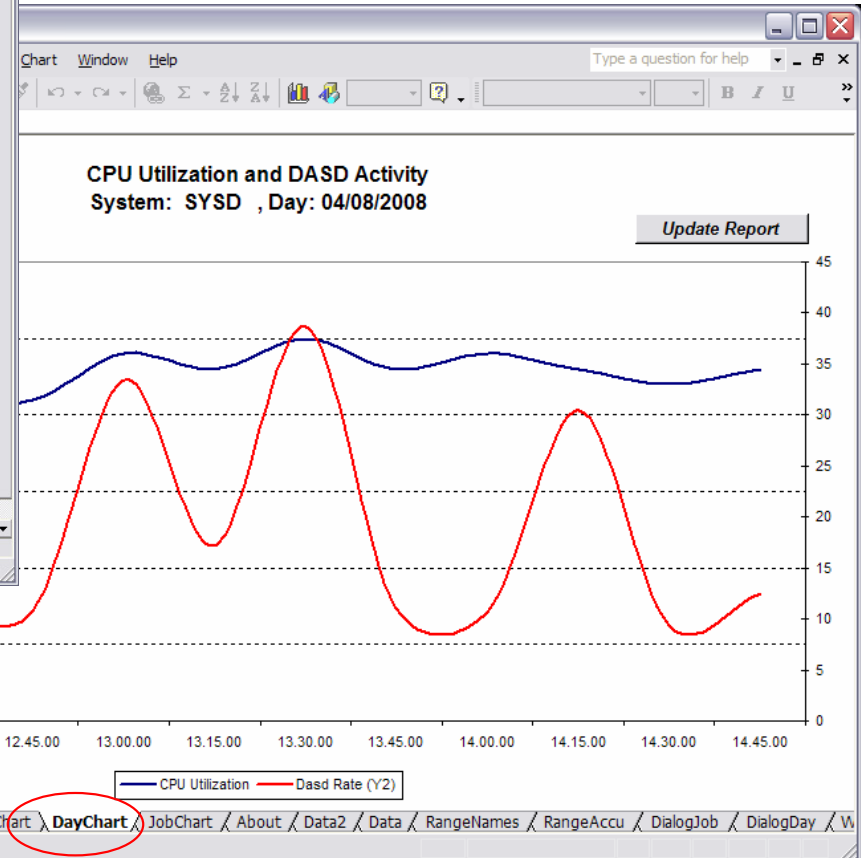 Chart Window Help Type a question for help
Σ A Z Z A ? B I U
CPU Utilization and DASD Activity
System: SYSD , Day: 04/08/2008
Update Report
45
40
35
30
25
20
15
10
5
0
12.45.00 13.00.00 13.15.00 13.30.00 13.45.00 14.00.00 14.15.00 14.30.00 14.45.00
CPU Utilization Dasd Rate (Y2)
hart DayChart JobChart About Data2 Data RangeNames RangeAccu DialogJob DialogDay